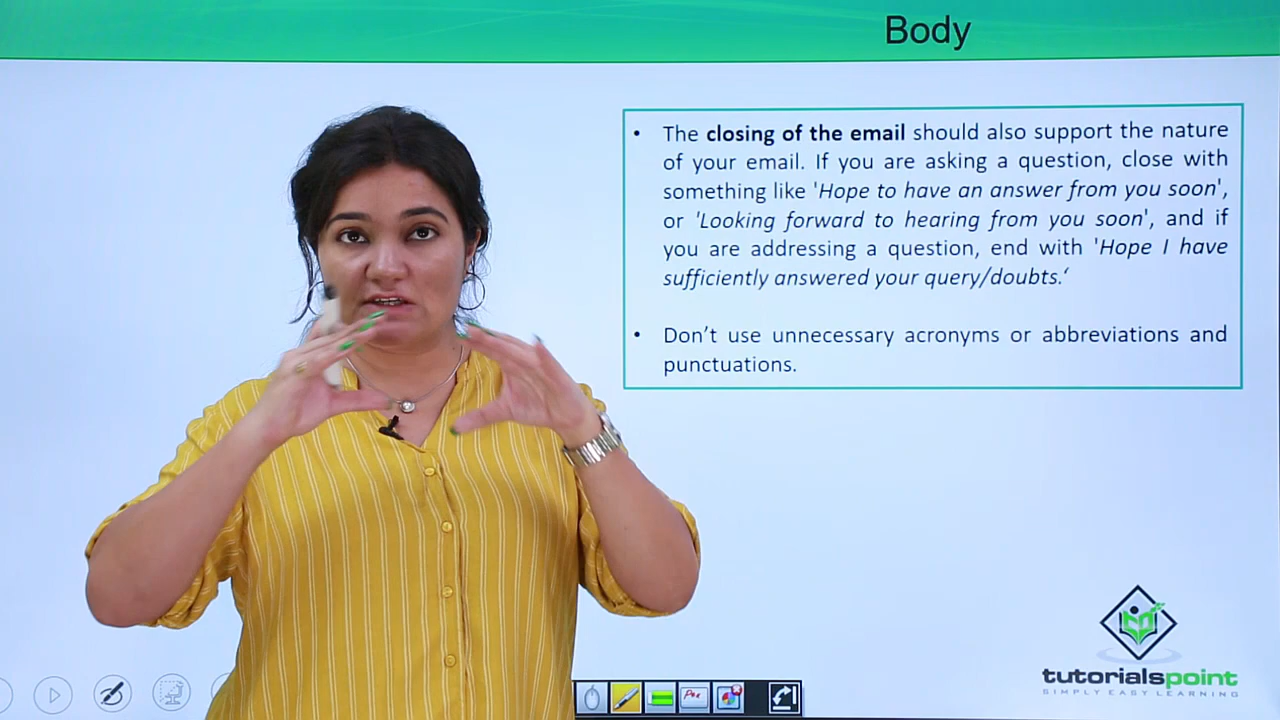 Body
• The closing of the email should also support the nature
of your email. If you are asking a question, close with
something like 'Hope to have an answer from you soon',
or 'Looking forward to hearing from you soon', and if
you are addressing a question, end with 'Hope I have
sufficiently answered your query/doubts.‘
• Don’t use unnecessary acronyms or abbreviations and
punctuations.
tutorialspoint
SIMPLY EASY LEARNING